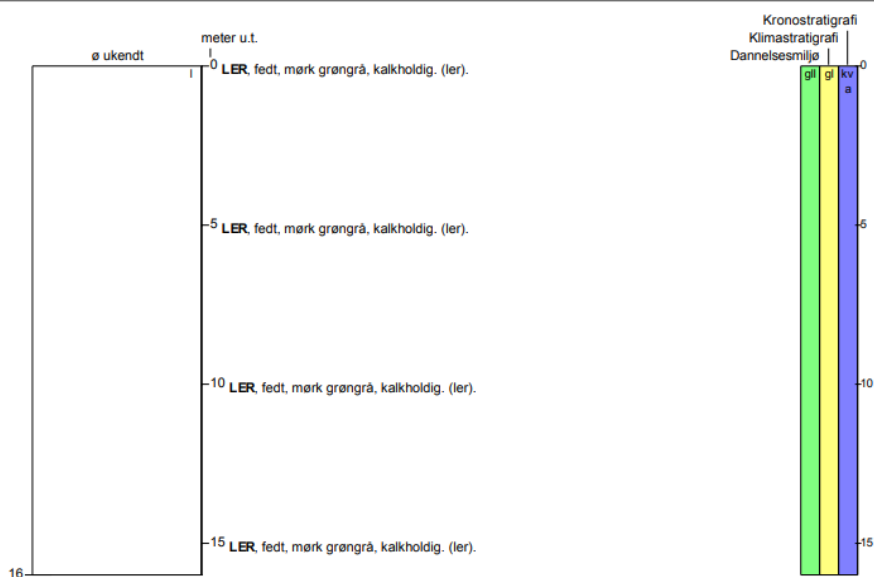 Kronostratigrafi
meter u.t.
Klimastratigrafi
ø ukendt
Dannelsesmiljø
0 LER, fedt, mørk grøngrå, kalkholdig. (ler).
0
l
gll gl kv
a
5 LER, fedt, mørk grøngrå, kalkholdig. (ler).
5
10 LER, fedt, mørk grøngrå, kalkholdig. (ler).
10
15 LER, fedt, mørk grøngrå, kalkholdig. (ler).
15
16